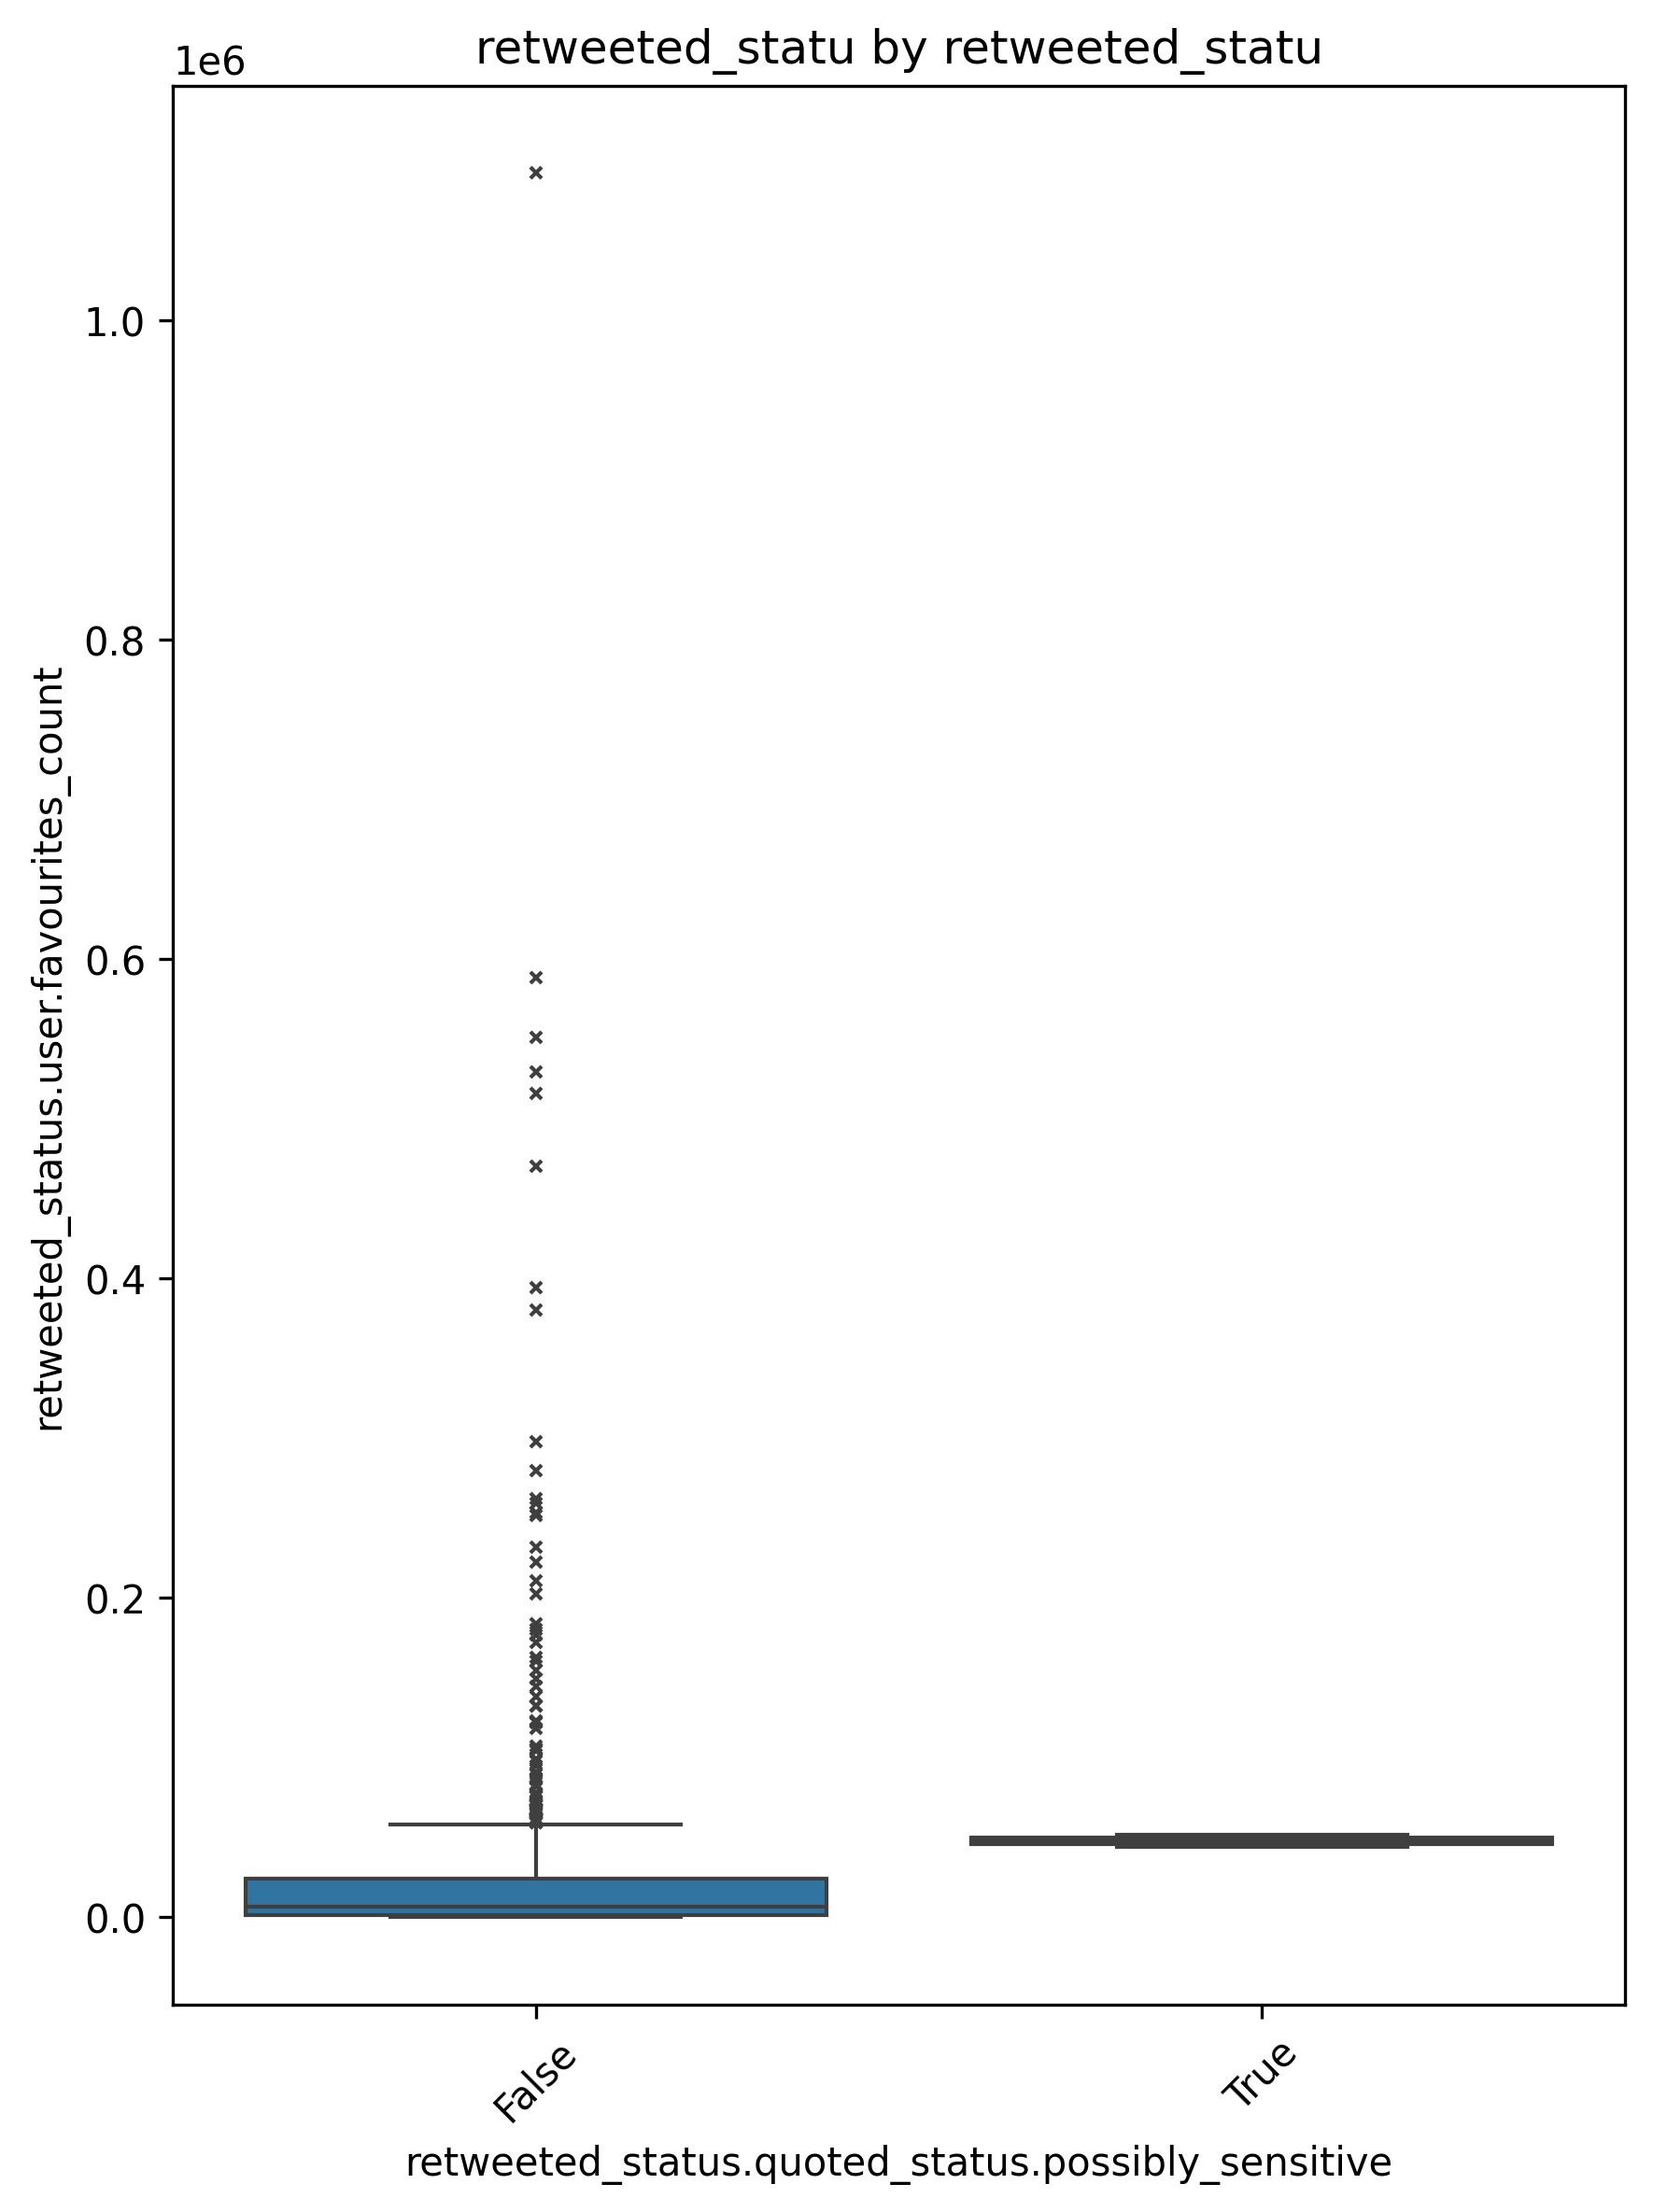 retweeted_statu by retweeted_statu
1e6
1.0
0.8
0.6
0.4
0.2
0.0
retweeted_status.user.favourites_count
False
True
retweeted_status.quoted_status.possibly_sensitive